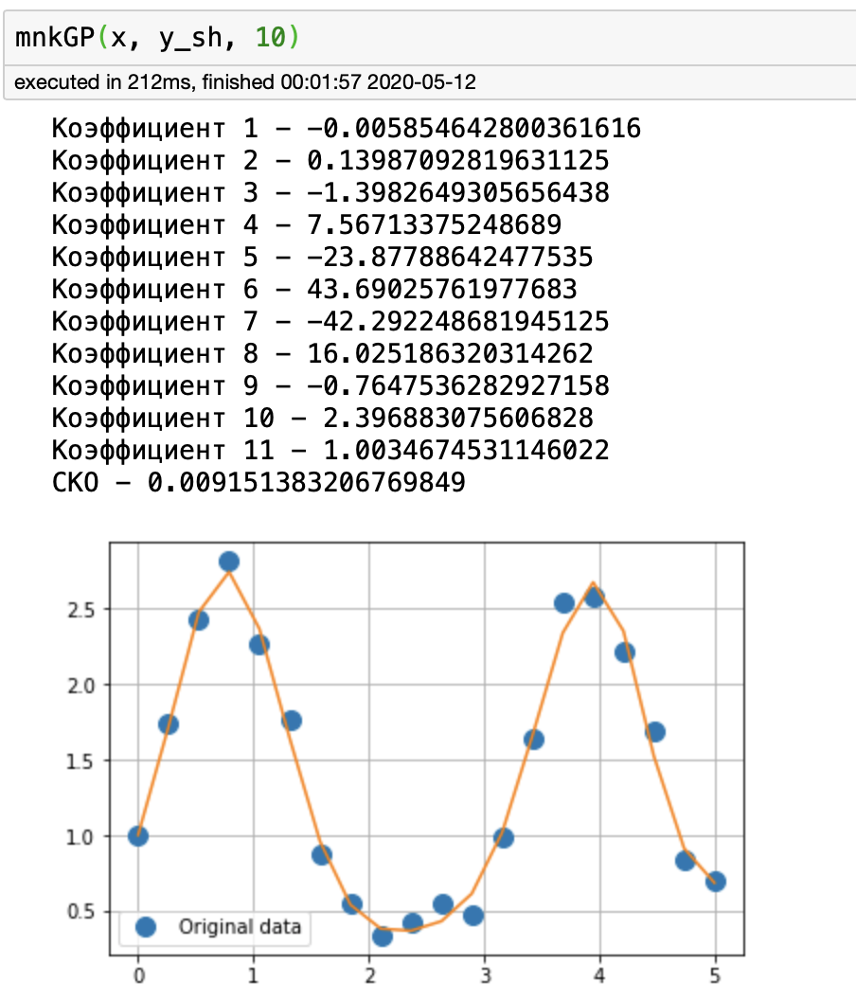 mnkGP(x, y_sh, 10)
executed in 212ms, finished 00:01:57 2020-05-12
Коэффициент 1 - -0.005854642800361616
Коэффициент 2 - 0.13987092819631125
Коэффициент 3 - -1.3982649305656438
Коэффициент 4 - 7.56713375248689
Коэффициент 5 - -23.87788642477535
Коэффициент 6 - 43.69025761977683
Коэффициент 7 - -42.292248681945125
Коэффициент 8 - 16.025186320314262
Коэффициент 9 - -0.7647536282927158
Коэффициент 10 - 2.396883075606828
Коэффициент 11 - 1.0034674531146022
СКО - 0.009151383206769849
2.5
2.0
1.5
1.0
0.5
Original data
0 1 2 3 4 5